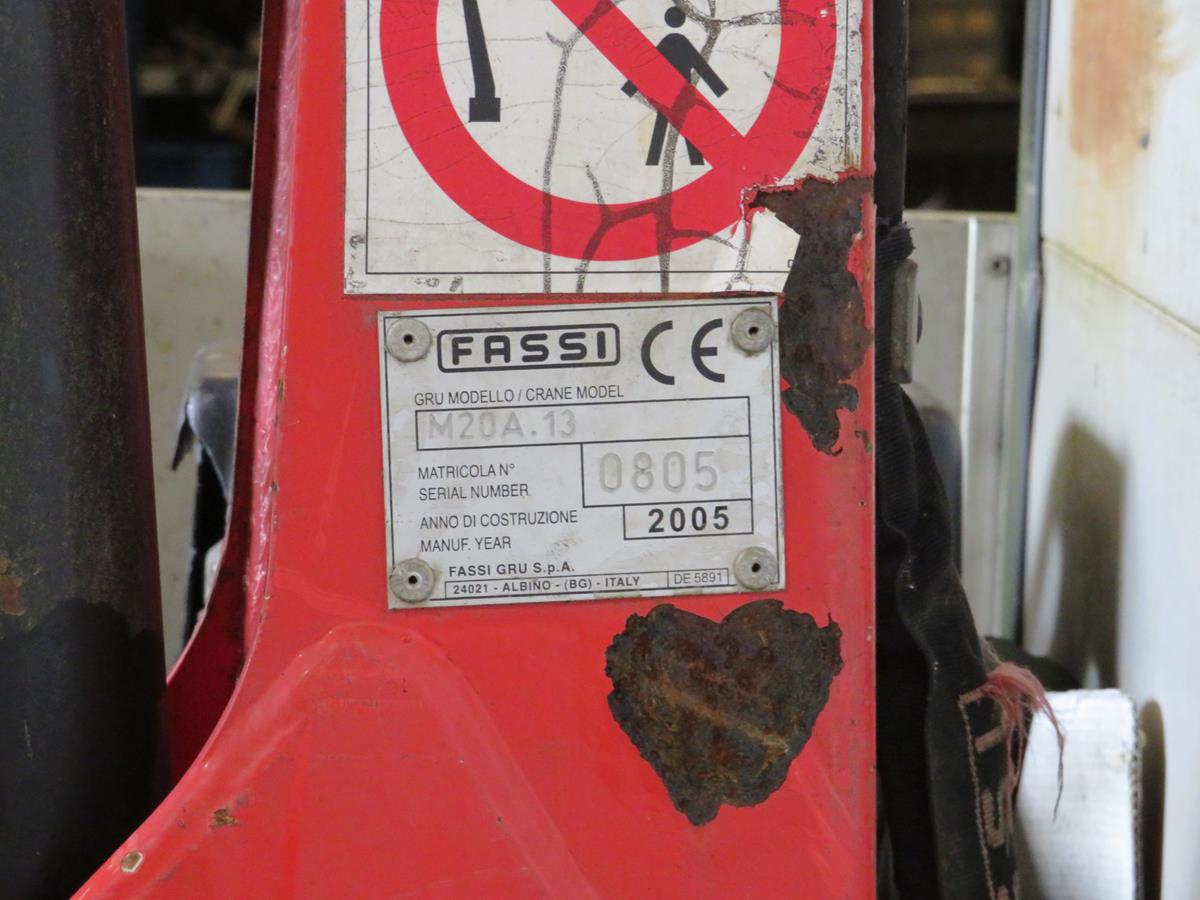 FASSI CE
GRU MODELLO / CRANE MODEL
M20A.13
MATRICOLA N°
SERIAL NUMBER
0805
ANNO DI COSTRUZIONE
MANUF. YEAR
2005
FASSI GRU S.p.A.
24021 - ALBINO - (BG) - ITALY
DE 5891